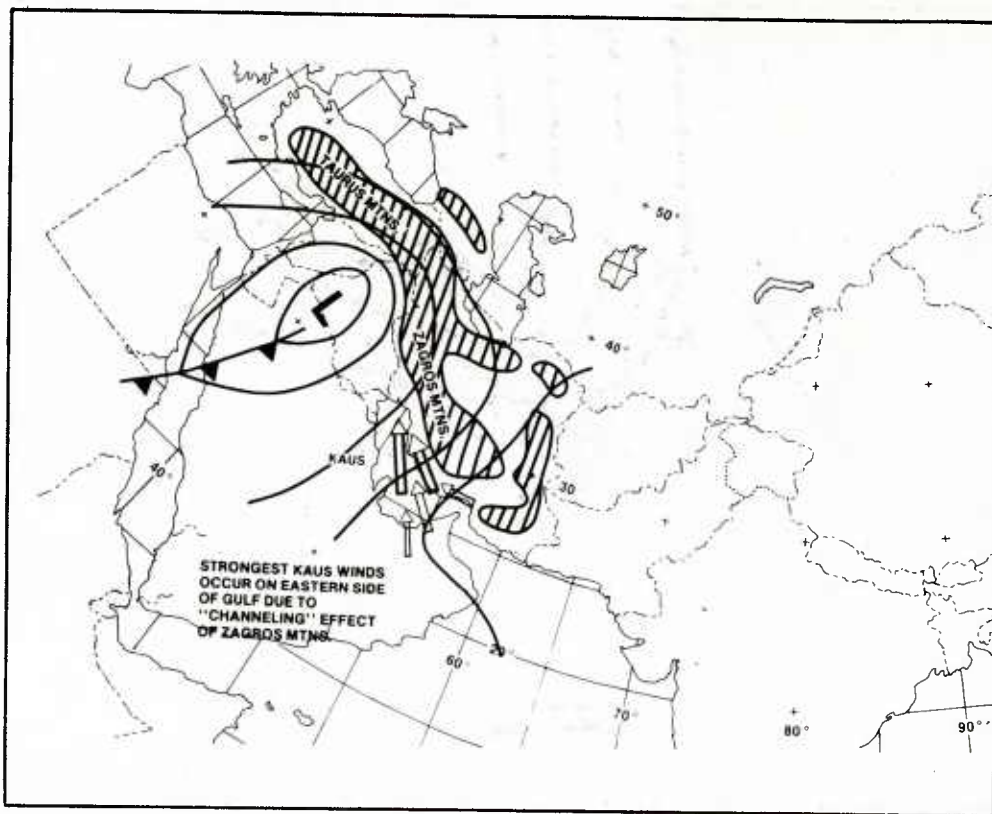 TAURUS MTNS.
50°
L
40°
ZAGROS MTNS.
KAUS
40°
30
STRONGEST KAUS WINDS
OCCUR ON EASTERN SIDE
OF GULF DUE TO
"CHANNELING" EFFECT
OF ZAGROS MTNS.
60°
20°
70°
80°
90°